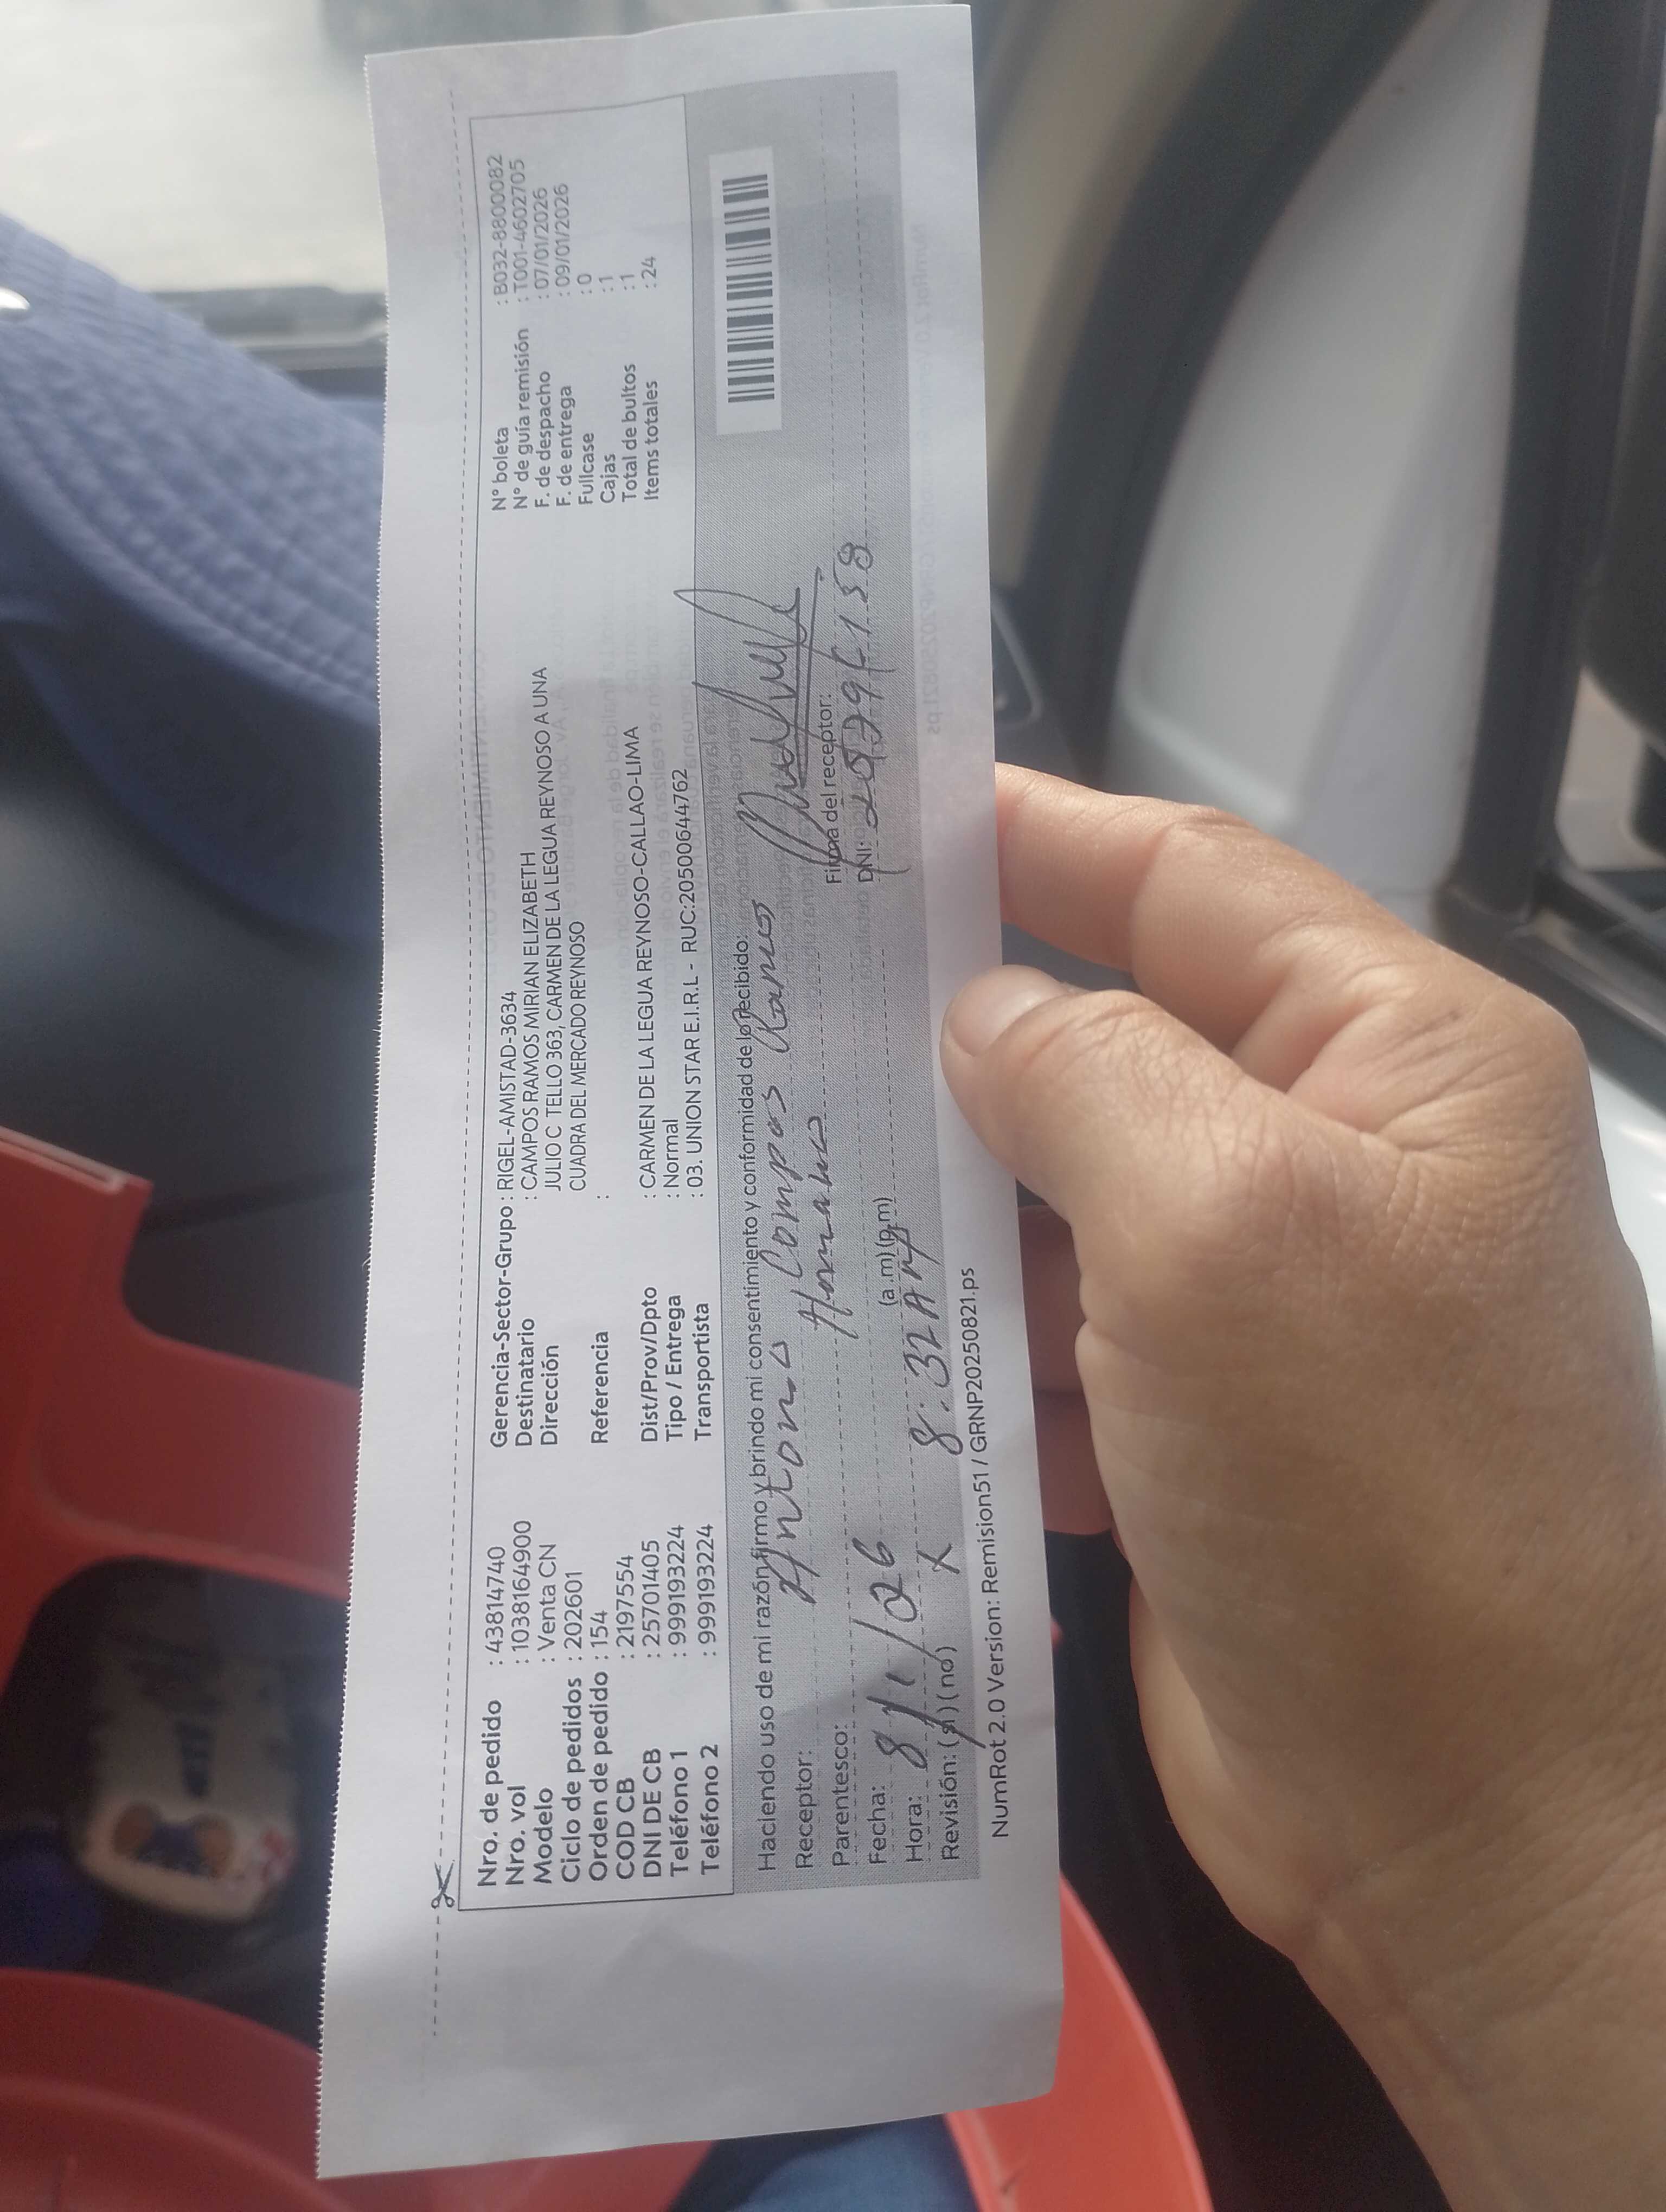 Nro. de pedido : 43814740
Nro. vol : 1038164900
Modelo : Venta CN
Ciclo de pedidos : 202601
Orden de pedido : 154
COD CB : 2197554
DNI DE CB : 25701405
Teléfono 1 : 999193224
Teléfono 2 : 999193224
Gerencia-Sector-Grupo : RIGEL-AMISTAD-3634
Destinatario : CAMPOS RAMOS MIRIAN ELIZABETH
Dirección JULIO C TELLO 363, CARMEN DE LA LEGUA REYNOSO A UNA
CUADRA DEL MERCADO REYNOSO
Referencia :
Dist/Prov/Dpto : CARMEN DE LA LEGUA REYNOSO-CALLAO-LIMA
Tipo / Entrega : Normal
Transportista : 03. UNION STAR E.I.R.L - RUC:20500644762
N° boleta : B032-8800082
N° de guía remisión : T001-4602705
F. de despacho : 07/01/2026
F. de entrega : 09/01/2026
Fullcase : 0
Cajas : 1
Total de bultos : 1
Items totales : 24
Haciendo uso de mi razón firmo y brindo mi consentimiento y conformidad de lo recibido:
Receptor: Antonio Campos Ramos
Parentesco: Hermano
Firma del receptor:
Fecha: 8/1/26
DNI:
Hora: 8:32 AM (a.m) (p.m)
Revisión: (si) (no) X
NumRot 2.0 Version: Remision51 / GRNP20250821.ps